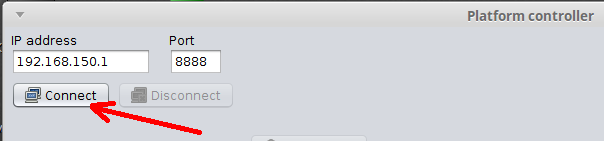 Platform controller
IP address Port
192.168.150.1 8888
Connect Disconnect